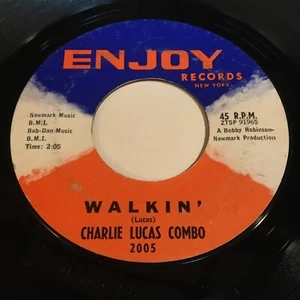 ENJOY
RECORDS
NEW YORK
Newmark Music
B.M.I.
Bob-Dan Music
B.M.I.
Time: 2:05
45 R.P.M.
ZTSP 91965
A Bobby Robinson-
Newmark Production
WALKIN'
(Lucas)
CHARLIE LUCAS COMBO
2005